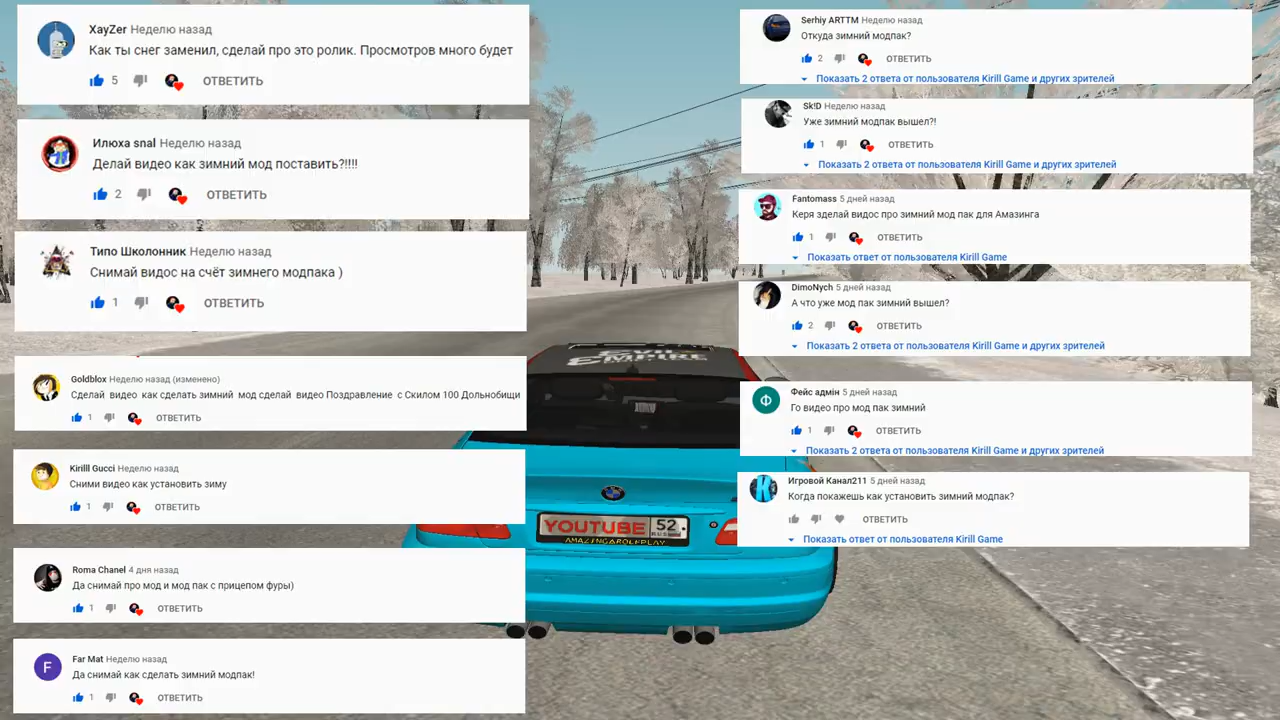 XayZer Неделю назад
Как ты снег заменил, сделай про это ролик. Просмотров много будет
5 ОТВЕТИТЬ
Илюха snal Неделю назад
Делай видео как зимний мод поставить?!!!!
2 ОТВЕТИТЬ
Типо Школонник Неделю назад
Снимай видос на счёт зимнего модпака )
1 ОТВЕТИТЬ
Goldblox Неделю назад (изменено)
Сделай видео как сделать зимний мод сделай видео Поздравление с Скилом 100 Дольнобищи
1 ОТВЕТИТЬ
Kirilll Gucci Неделю назад
Сними видео как установить зиму
1 ОТВЕТИТЬ
Roma Chanel 4 дня назад
Да снимай про мод и мод пак с прицепом фуры)
1 ОТВЕТИТЬ
F
Far Mat Неделю назад
Да снимай как сделать зимний модпак!
1 ОТВЕТИТЬ
Serhiy ARTTM Неделю назад
Откуда зимний модпак?
2 ОТВЕТИТЬ
Показать 2 ответа от пользователя Kirill Game и других зрителей
Sk!D Неделю назад
Уже зимний модпак вышел?!
1 ОТВЕТИТЬ
Показать 2 ответа от пользователя Kirill Game и других зрителей
Fantomass 5 дней назад
Керя зделай видос про зимний мод пак для Амазинга
1 ОТВЕТИТЬ
Показать ответ от пользователя Kirill Game
DimoNych 5 дней назад
А что уже мод пак зимний вышел?
2 ОТВЕТИТЬ
Показать 2 ответа от пользователя Kirill Game и других зрителей
Ф
Фейс адмін 5 дней назад
Го видео про мод пак зимний
1 ОТВЕТИТЬ
Показать 2 ответа от пользователя Kirill Game и других зрителей
Игровой Канал211 5 дней назад
Когда покажешь как установить зимний модпак?
ОТВЕТИТЬ
Показать ответ от пользователя Kirill Game
EVIL
EMPIRE
YOUTUBE 52
RUS
AMAZINGROLEPLAY